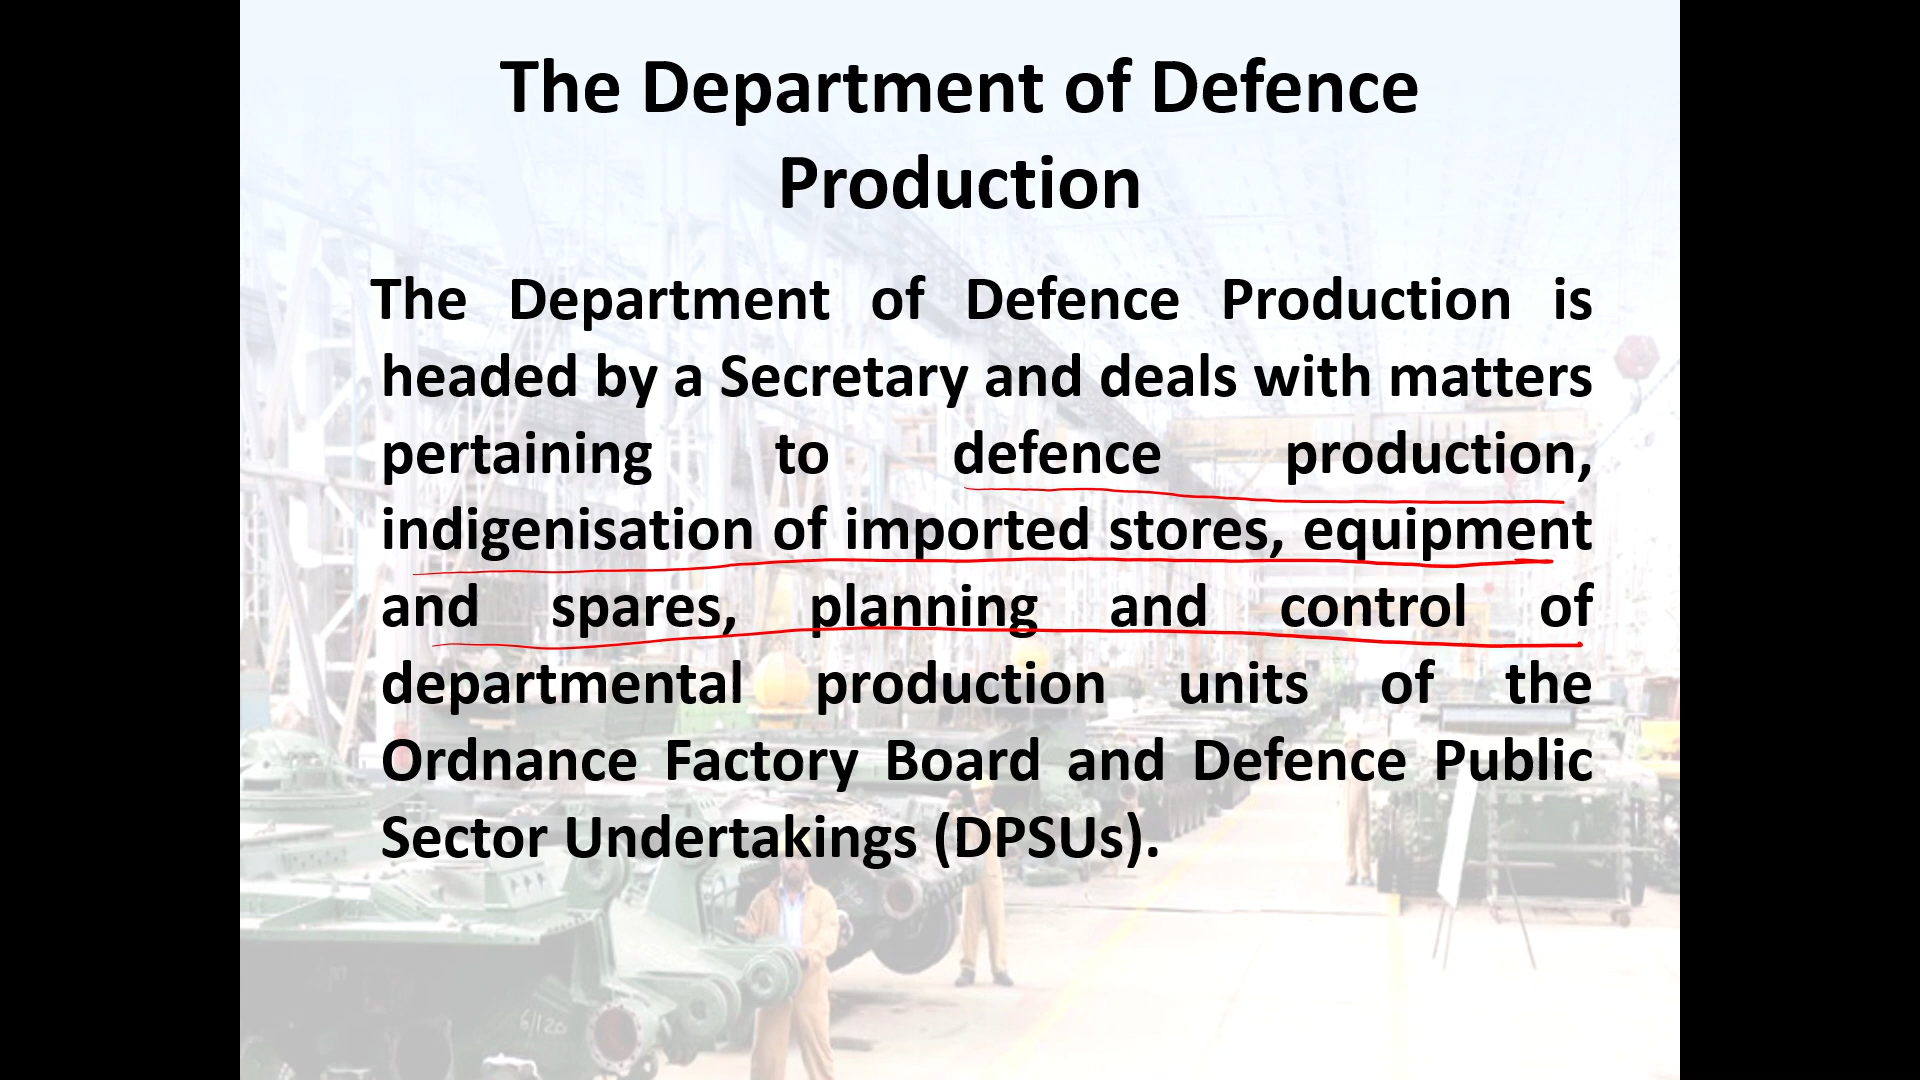 The Department of Defence
Production
The Department of Defence Production is
headed by a Secretary and deals with matters
pertaining to defence production,
indigenisation of imported stores, equipment
and spares, planning and control of
departmental production units of the
Ordnance Factory Board and Defence Public
Sector Undertakings (DPSUs).
6/120